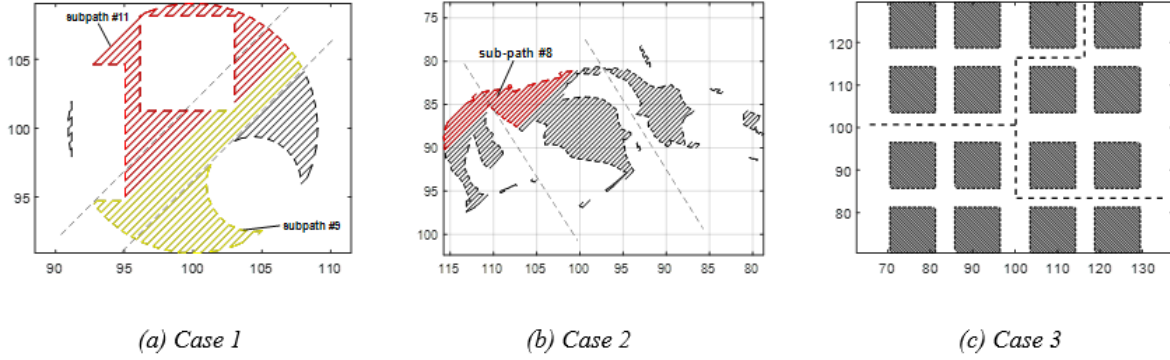 subpath #11
105
100
95
subpath #9
90 95 100 105 110
(a) Case 1
75
80
sub-path #8
85
90
95
100
115 110 105 100 95 90 85 80
(b) Case 2
120
110
100
90
80
70 80 90 100 110 120 130
(c) Case 3